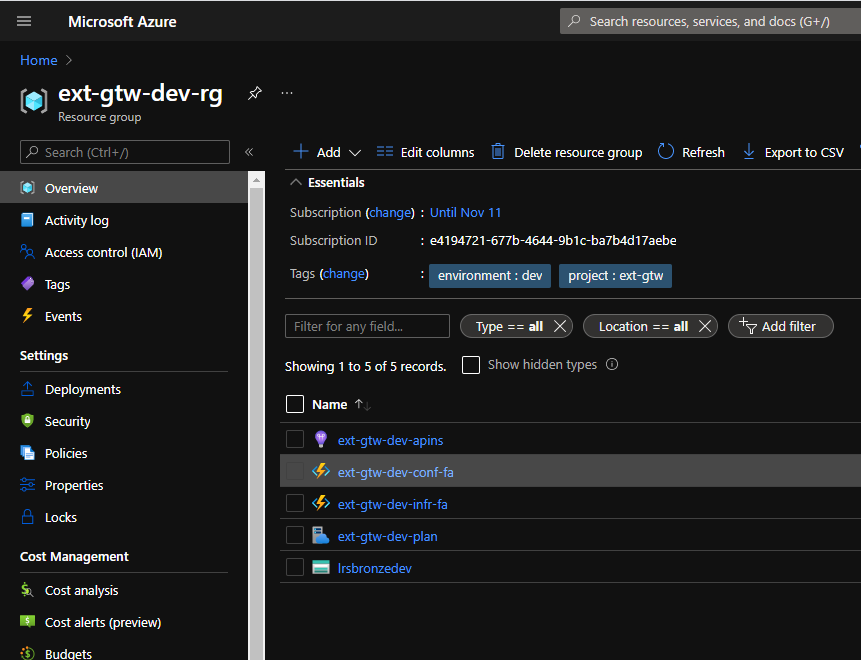 Microsoft Azure
Search resources, services, and docs (G+/)
Home
ext-gtw-dev-rg
Resource group
Search (Ctrl+/)
Overview
Activity log
Access control (IAM)
Tags
Events
Settings
Deployments
Security
Policies
Properties
Locks
Cost Management
Cost analysis
Cost alerts (preview)
Budgets
Add
Edit columns
Delete resource group
Refresh
Export to CSV
Essentials
Subscription (change) : Until Nov 11
Subscription ID : e4194721-677b-4644-9b1c-ba7b4d17aebe
Tags (change) : environment : dev project : ext-gtw
Filter for any field...
Type == all
Location == all
Add filter
Showing 1 to 5 of 5 records.
Show hidden types
Name
ext-gtw-dev-apins
ext-gtw-dev-conf-fa
ext-gtw-dev-infr-fa
ext-gtw-dev-plan
lrsbronzedev